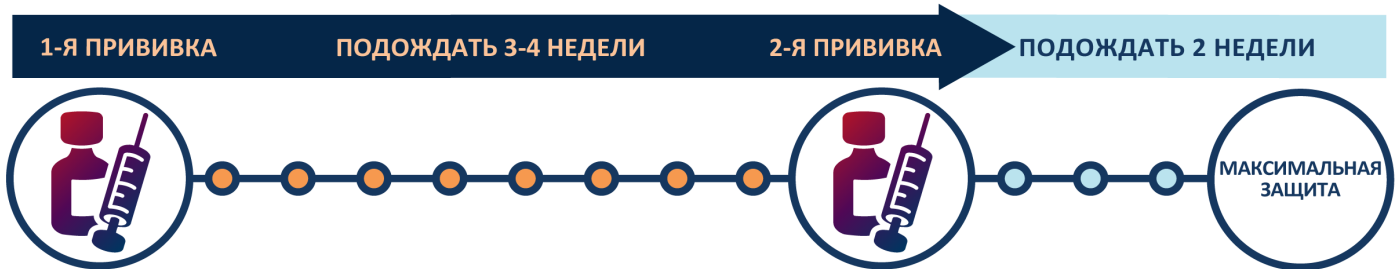 1-Я ПРИВИВКА
ПОДОЖДАТЬ 3-4 НЕДЕЛИ
2-Я ПРИВИВКА
ПОДОЖДАТЬ 2 НЕДЕЛИ
МАКСИМАЛЬНАЯ
ЗАЩИТА